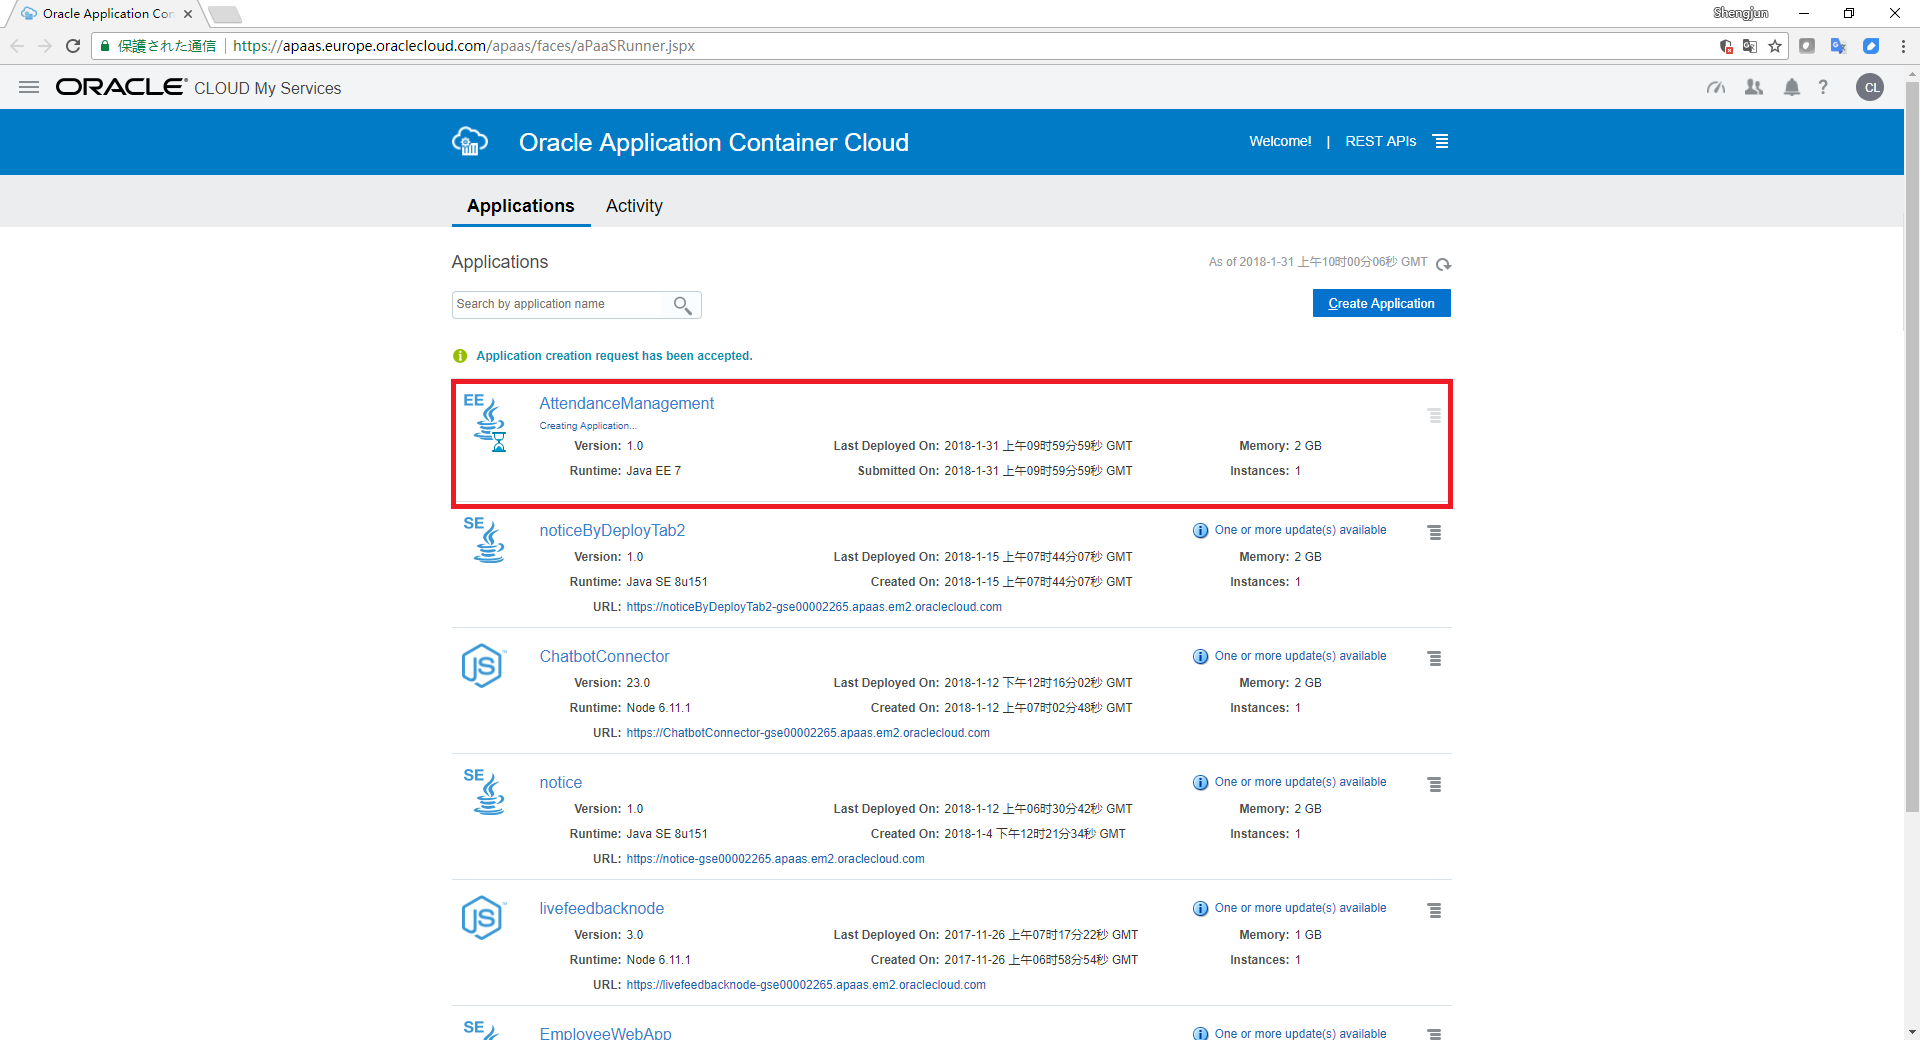 Oracle Application Con
Shengjun
保護された通信 | https://apaas.europe.oraclecloud.com/apaas/faces/aPaaSRunner.jspx
ORACLE® CLOUD My Services
? CL
Oracle Application Container Cloud
Welcome! | REST APIs
Applications Activity
Applications
As of 2018-1-31 上午10时00分06秒 GMT
Search by application name
Create Application
Application creation request has been accepted.
EE
AttendanceManagement
Creating Application...
Version: 1.0 Last Deployed On: 2018-1-31 上午09时59分59秒 GMT Memory: 2 GB
Runtime: Java EE 7 Submitted On: 2018-1-31 上午09时59分59秒 GMT Instances: 1
SE
noticeByDeployTab2 One or more update(s) available
Version: 1.0 Last Deployed On: 2018-1-15 上午07时44分07秒 GMT Memory: 2 GB
Runtime: Java SE 8u151 Created On: 2018-1-15 上午07时44分07秒 GMT Instances: 1
URL: https://noticeByDeployTab2-gse00002265.apaas.em2.oraclecloud.com
JS
ChatbotConnector One or more update(s) available
Version: 23.0 Last Deployed On: 2018-1-12 下午12时16分02秒 GMT Memory: 2 GB
Runtime: Node 6.11.1 Created On: 2018-1-12 上午07时02分48秒 GMT Instances: 1
URL: https://ChatbotConnector-gse00002265.apaas.em2.oraclecloud.com
SE
notice One or more update(s) available
Version: 1.0 Last Deployed On: 2018-1-12 上午06时30分42秒 GMT Memory: 2 GB
Runtime: Java SE 8u151 Created On: 2018-1-4 下午12时21分34秒 GMT Instances: 1
URL: https://notice-gse00002265.apaas.em2.oraclecloud.com
JS
livefeedbacknode One or more update(s) available
Version: 3.0 Last Deployed On: 2017-11-26 上午07时17分22秒 GMT Memory: 1 GB
Runtime: Node 6.11.1 Created On: 2017-11-26 上午06时58分54秒 GMT Instances: 1
URL: https://livefeedbacknode-gse00002265.apaas.em2.oraclecloud.com
SE
EmployeeWebApp One or more update(s) available